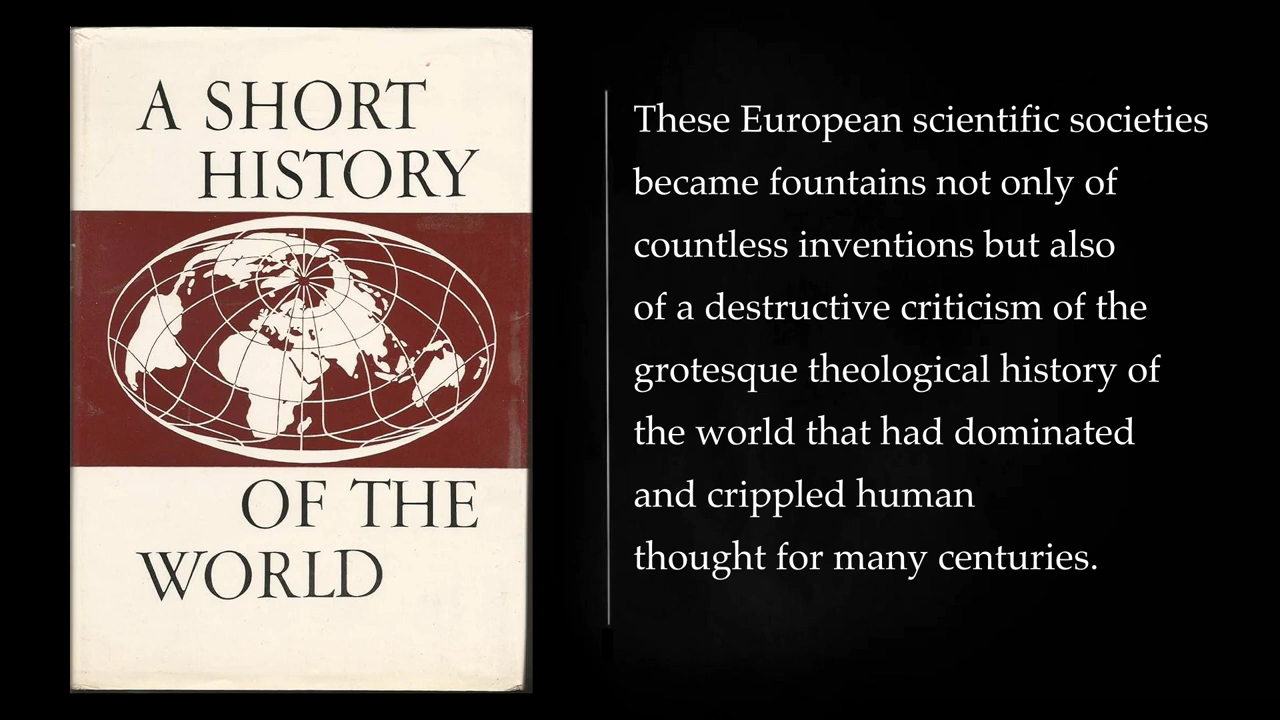 A SHORT
HISTORY
OF THE
WORLD
These European scientific societies
became fountains not only of
countless inventions but also
of a destructive criticism of the
grotesque theological history of
the world that had dominated
and crippled human
thought for many centuries.